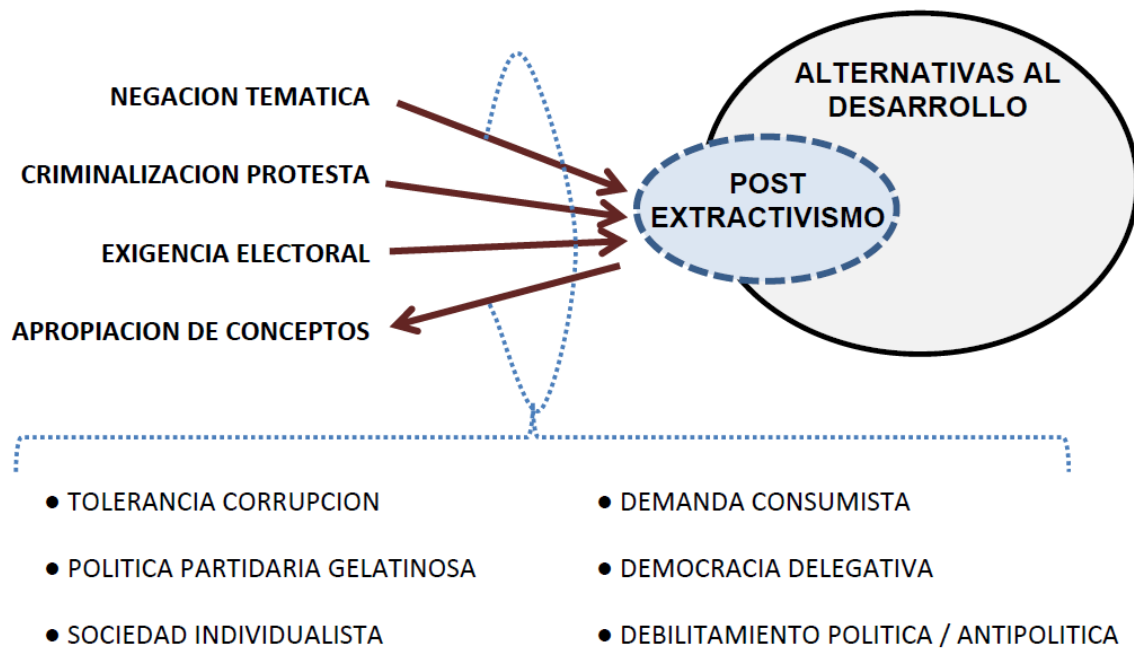 NEGACION TEMATICA
CRIMINALIZACION PROTESTA
EXIGENCIA ELECTORAL
APROPIACION DE CONCEPTOS
ALTERNATIVAS AL
DESARROLLO
POST
EXTRACTIVISMO
● TOLERANCIA CORRUPCION
● POLITICA PARTIDARIA GELATINOSA
● SOCIEDAD INDIVIDUALISTA
● DEMANDA CONSUMISTA
● DEMOCRACIA DELEGATIVA
● DEBILITAMIENTO POLITICA / ANTIPOLITICA